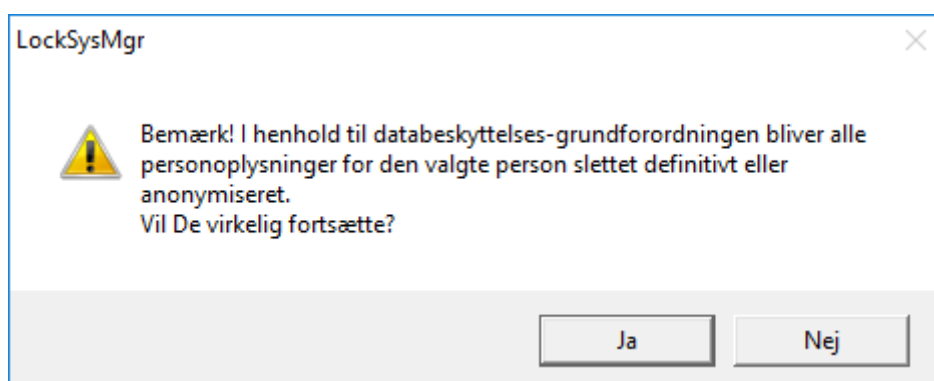 LockSysMgr
Bemærk! I henhold til databeskyttelses-grundforordningen bliver alle
personoplysninger for den valgte person slettet definitivt eller
anonymiseret.
Vil De virkelig fortsætte?
Ja
Nej